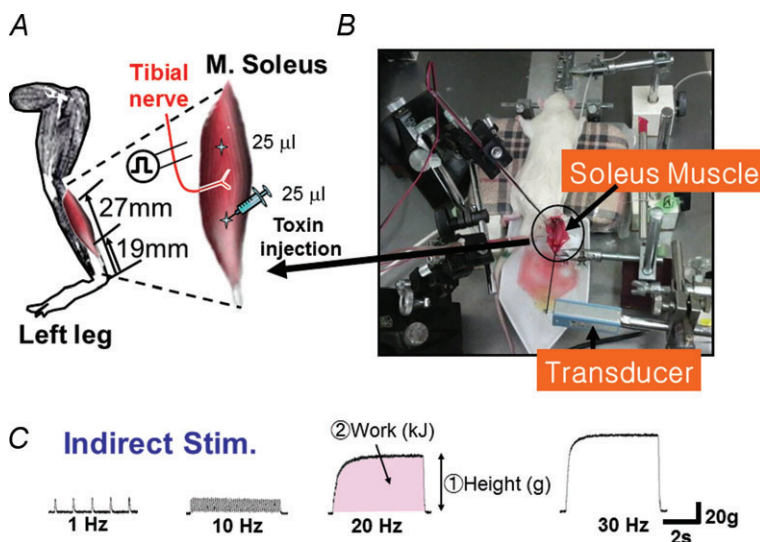 A
M. Soleus
Tibial
nerve
25 µl
25 µl
27mm
19mm
Toxin
injection
Left leg
B
Soleus Muscle
Transducer
C
Indirect Stim.
②Work (kJ)
①Height (g)
1 Hz
10 Hz
20 Hz
30 Hz
20g
2s